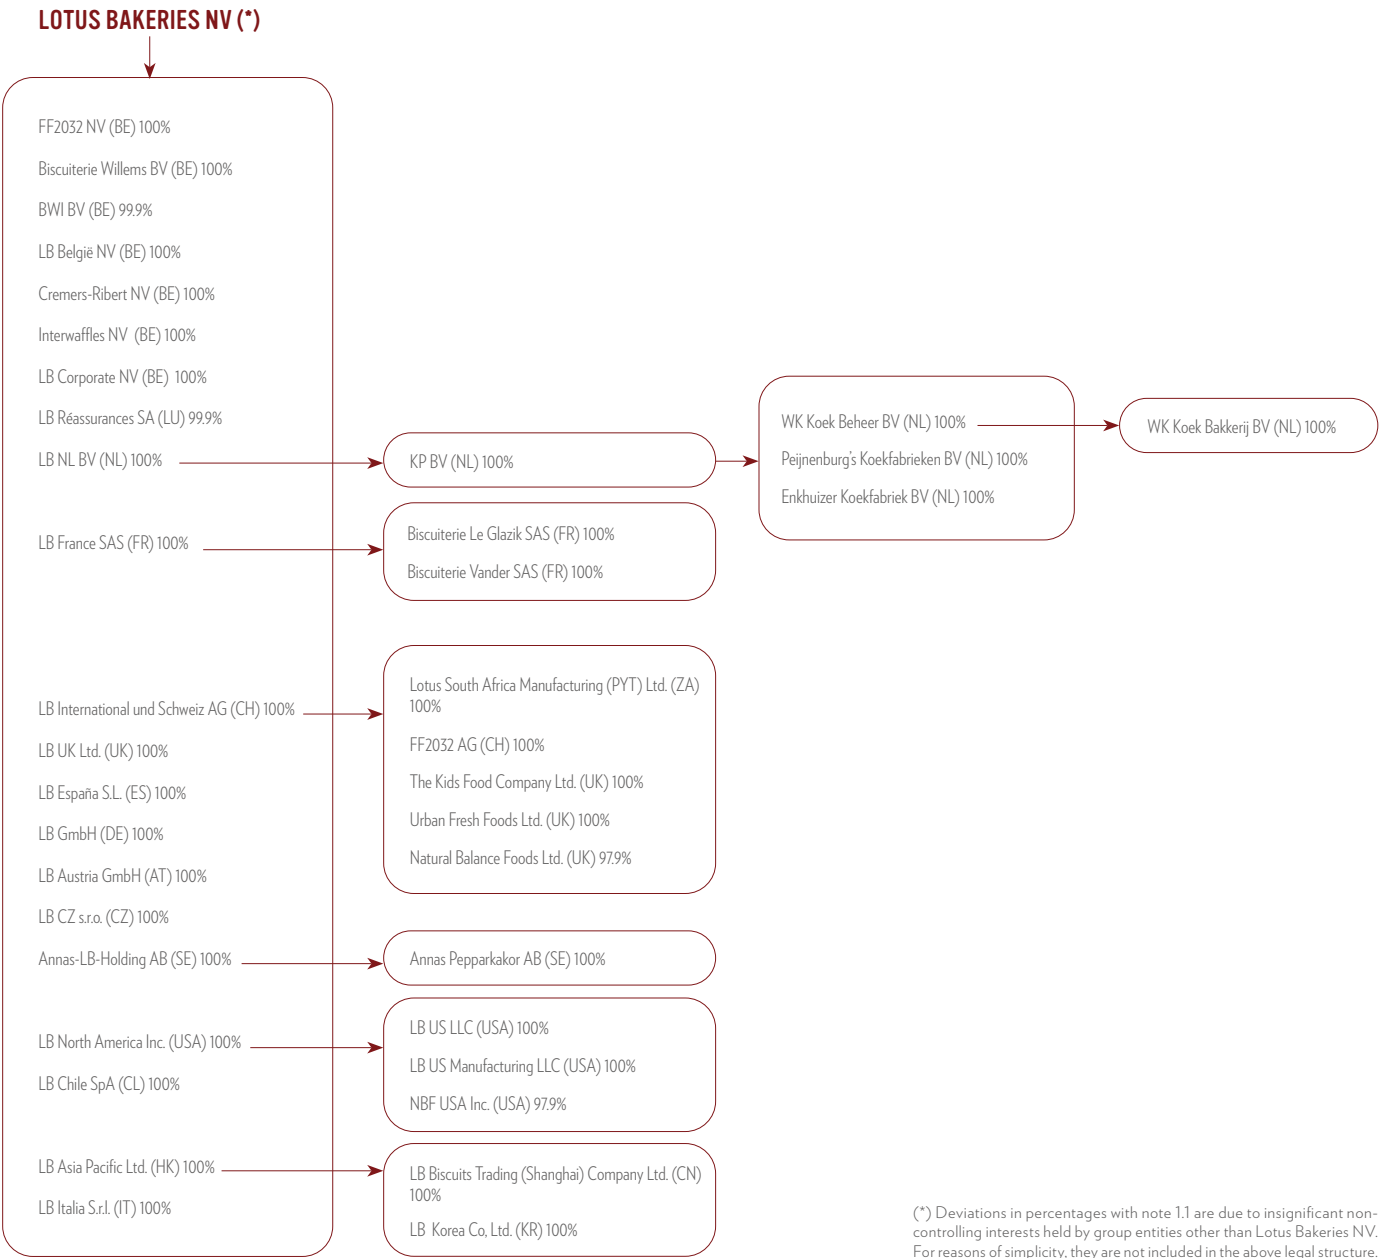 LOTUS BAKERIES NV (*)
FF2032 NV (BE) 100%
Biscuiterie Willems BV (BE) 100%
BWI BV (BE) 99.9%
LB België NV (BE) 100%
Cremers-Ribert NV (BE) 100%
Interwaffles NV (BE) 100%
LB Corporate NV (BE) 100%
LB Réassurances SA (LU) 99.9%
LB NL BV (NL) 100%
LB France SAS (FR) 100%
LB International und Schweiz AG (CH) 100%
LB UK Ltd. (UK) 100%
LB España S.L. (ES) 100%
LB GmbH (DE) 100%
LB Austria GmbH (AT) 100%
LB CZ s.r.o. (CZ) 100%
Annas-LB-Holding AB (SE) 100%
LB North America Inc. (USA) 100%
LB Chile SpA (CL) 100%
LB Asia Pacific Ltd. (HK) 100%
LB Italia S.r.l. (IT) 100%
KP BV (NL) 100%
Biscuiterie Le Glazik SAS (FR) 100%
Biscuiterie Vander SAS (FR) 100%
Lotus South Africa Manufacturing (PYT) Ltd. (ZA)
100%
FF2032 AG (CH) 100%
The Kids Food Company Ltd. (UK) 100%
Urban Fresh Foods Ltd. (UK) 100%
Natural Balance Foods Ltd. (UK) 97.9%
Annas Pepparkakor AB (SE) 100%
LB US LLC (USA) 100%
LB US Manufacturing LLC (USA) 100%
NBF USA Inc. (USA) 97.9%
LB Biscuits Trading (Shanghai) Company Ltd. (CN)
100%
LB Korea Co, Ltd. (KR) 100%
WK Koek Beheer BV (NL) 100%
Peijnenburg's Koekfabrieken BV (NL) 100%
Enkhuizer Koekfabriek BV (NL) 100%
WK Koek Bakkerij BV (NL) 100%
(*) Deviations in percentages with note 1.1 are due to insignificant non-
controlling interests held by group entities other than Lotus Bakeries NV.
For reasons of simplicity, they are not included in the above legal structure.